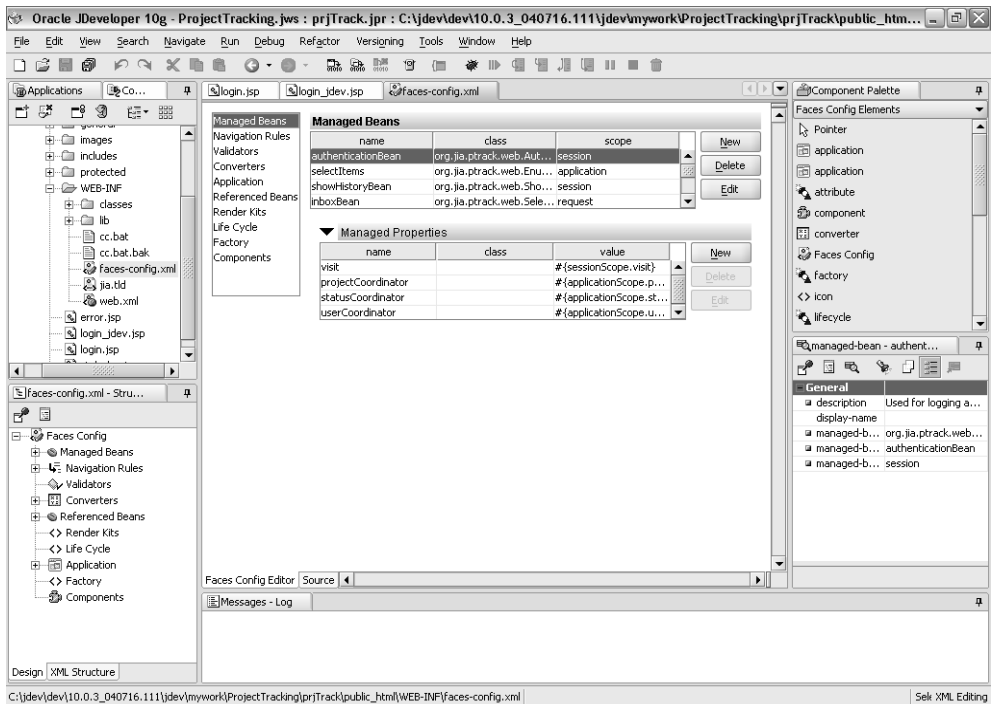 Oracle JDeveloper 10g - ProjectTracking.jws : prjTrack.jpr : C:\jdev\dev\10.0.3_040716.111\jdev\mywork\ProjectTracking\prjTrack\public_htm...
File Edit View Search Navigate Run Debug Refactor Versioning Tools Window Help
Applications Co...
images
includes
protected
WEB-INF
classes
lib
cc.bat
cc.bat.bak
faces-config.xml
jia.tld
web.xml
error.jsp
login_jdev.jsp
login.jsp
faces-config.xml - Stru...
Faces Config
Managed Beans
Navigation Rules
Validators
Converters
Referenced Beans
Render Kits
Life Cycle
Application
Factory
Components
Design XML Structure
login.jsp login_jdev.jsp faces-config.xml
Managed Beans
Navigation Rules
Validators
Converters
Application
Referenced Beans
Render Kits
Life Cycle
Factory
Components
Managed Beans
name class scope
authenticationBean org.jia.ptrack.web.Aut... session
selectItems org.jia.ptrack.web.Enu... application
showHistoryBean org.jia.ptrack.web.Sho... session
inboxBean org.jia.ptrack.web.Sele... request
New
Delete
Edit
Managed Properties
name class value
visit #{sessionScope.visit}
projectCoordinator #{applicationScope.p...
statusCoordinator #{applicationScope.st...
userCoordinator #{applicationScope.u...
New
Delete
Edit
Faces Config Editor Source
Messages - Log
Component Palette
Faces Config Elements
Pointer
application
application
attribute
component
converter
Faces Config
factory
icon
lifecycle
managed-bean - authent...
General
description Used for logging a...
display-name
managed-b... org.jia.ptrack.web...
managed-b... authenticationBean
managed-b... session
C:\jdev\dev\10.0.3_040716.111\jdev\mywork\ProjectTracking\prjTrack\public_html\WEB-INF\faces-config.xml
XML Editing